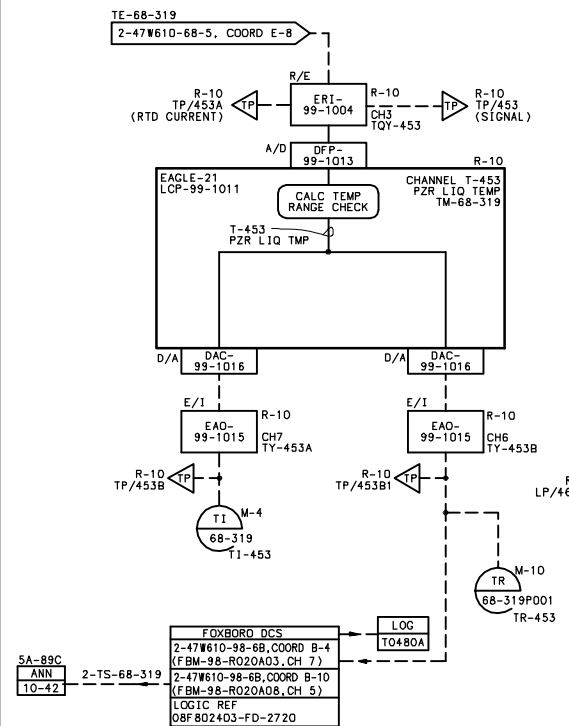 TE-68-319
2-47W610-68-5, COORD E-8
R/E
R-10
TP/453A
(RTD CURRENT)
TP
ERI-
99-1004
R-10
CH3
TQY-453
TP
R-10
TP/453
(SIGNAL)
A/D
DFP-
99-1013
R-10
EAGLE-21
LCP-99-1011
CHANNEL T-453
PZR LIQ TEMP
TM-68-319
CALC TEMP
RANGE CHECK
T-453
PZR LIQ TMP
D/A
DAC-
99-1016
D/A
DAC-
99-1016
E/I
EAO-
99-1015
R-10
CH7
TY-453A
E/I
EAO-
99-1015
R-10
CH6
TY-453B
R-10
TP/453B
TP
R-10
TP/453B1
TP
R
LP/46
TI
68-319
M-4
TI-453
TR
68-319P001
M-10
TR-453
FOXBORO DCS
2-47W610-98-6B,COORD B-4
(FBM-98-R020A03,CH 7)
2-47W610-98-6B,COORD B-10
(FBM-98-R020A08,CH 5)
LOGIC REF
08F802403-FD-2720
LOG
T0480A
5A-89C
ANN
10-42
2-TS-68-319